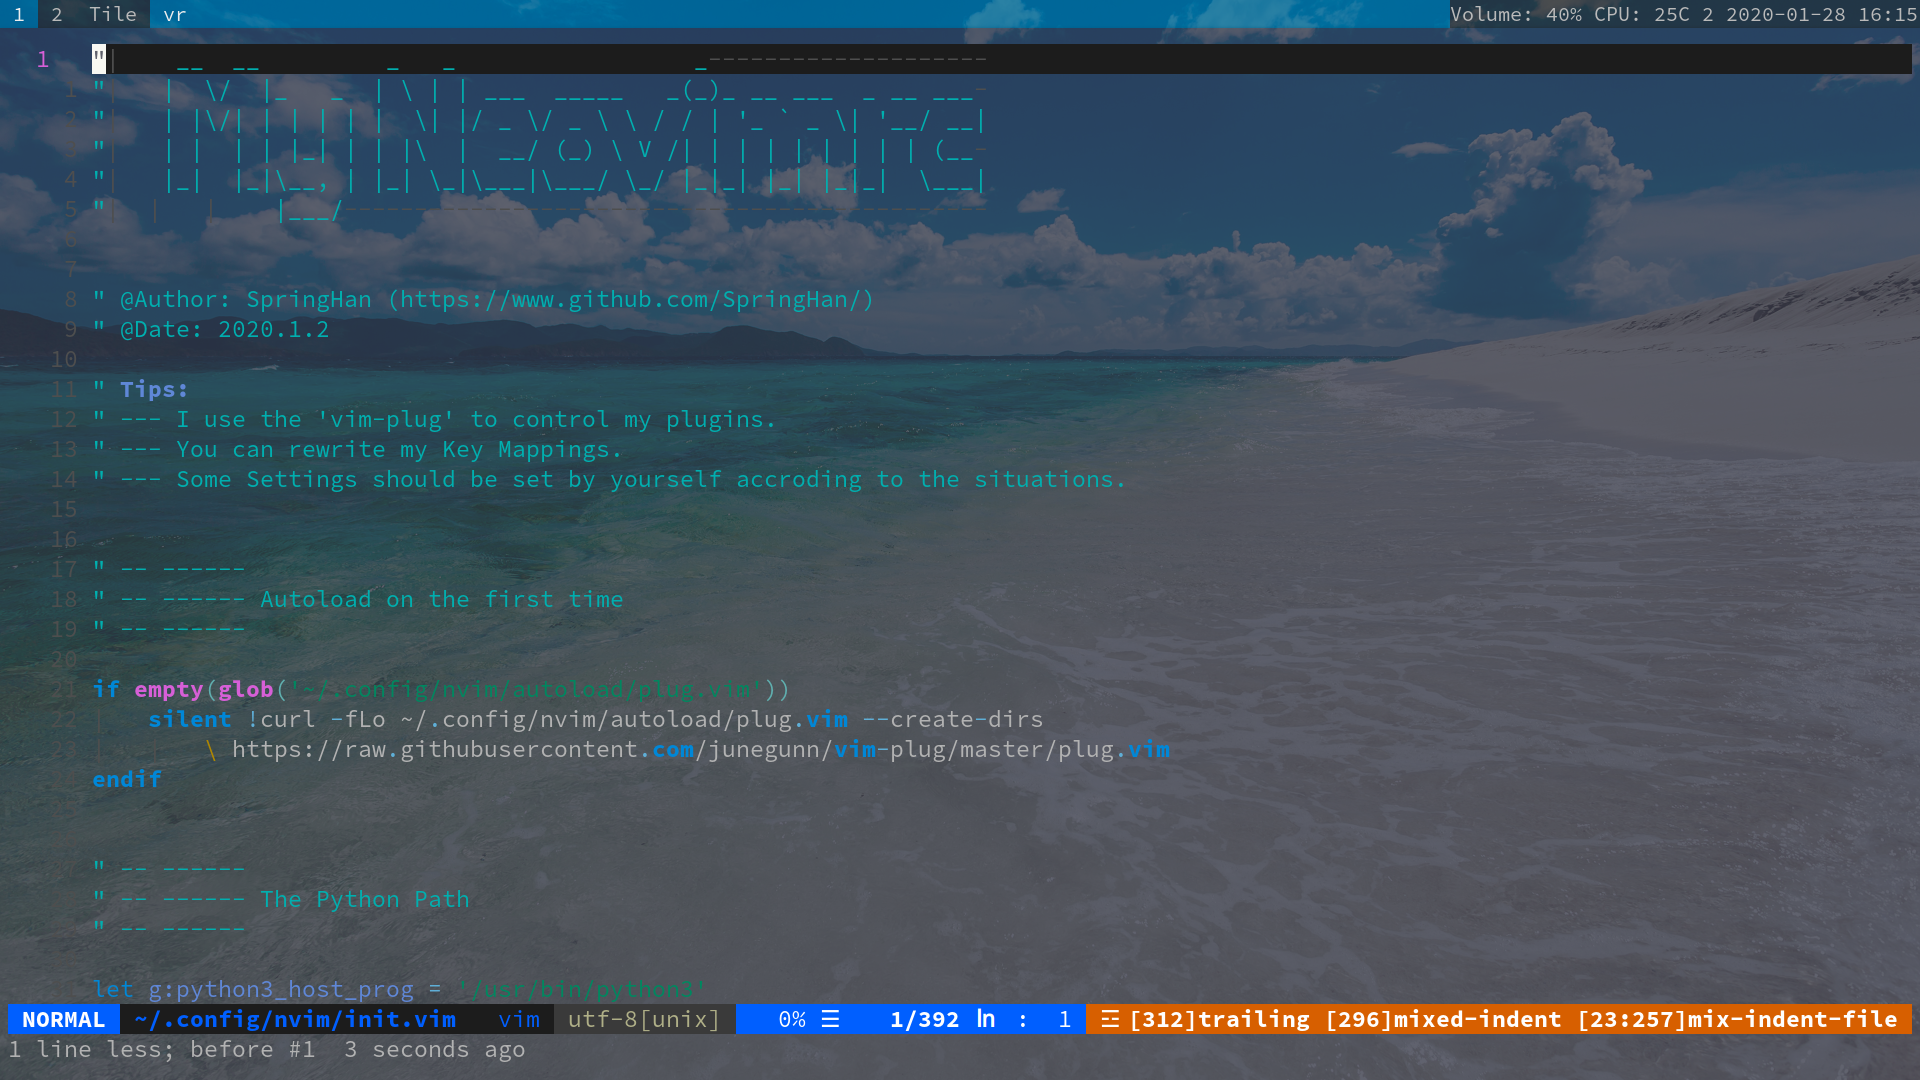 1 2 Tile vr Volume: 40% CPU: 25C 2 2020-01-28 16:15
1 "
1 "
2 "
3 "
4 "
5 "
My Neovimrc
6
7
8 " @Author: SpringHan (https://www.github.com/SpringHan/)
9 " @Date: 2020.1.2
10
11 " Tips:
12 " --- I use the 'vim-plug' to control my plugins.
13 " --- You can rewrite my Key Mappings.
14 " --- Some Settings should be set by yourself accroding to the situations.
15
16
17 " -- ------
18 " -- ------ Autoload on the first time
19 " -- ------
20
21 if empty(glob('~/.config/nvim/autoload/plug.vim'))
22 silent !curl -fLo ~/.config/nvim/autoload/plug.vim --create-dirs
23 \ https://raw.githubusercontent.com/junegunn/vim-plug/master/plug.vim
endif
" -- ------
" -- ------ The Python Path
" -- ------
let g:python3_host_prog = '/usr/bin/python3'
NORMAL ~/.config/nvim/init.vim vim utf-8[unix] 0% ☰ 1/392 ln : 1 ☲ [312]trailing [296]mixed-indent [23:257]mix-indent-file
1 line less; before #1 3 seconds ago